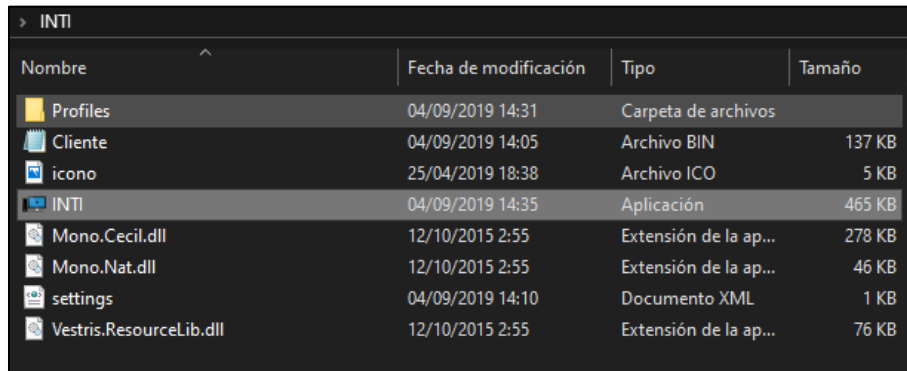 > INTI
Nombre Fecha de modificación Tipo Tamaño
Profiles 04/09/2019 14:31 Carpeta de archivos
Cliente 04/09/2019 14:05 Archivo BIN 137 KB
icono 25/04/2019 18:38 Archivo ICO 5 KB
INTI 04/09/2019 14:35 Aplicación 465 KB
Mono.Cecil.dll 12/10/2015 2:55 Extensión de la ap... 278 KB
Mono.Nat.dll 12/10/2015 2:55 Extensión de la ap... 46 KB
settings 04/09/2019 14:10 Documento XML 1 KB
Vestris.ResourceLib.dll 12/10/2015 2:55 Extensión de la ap... 76 KB